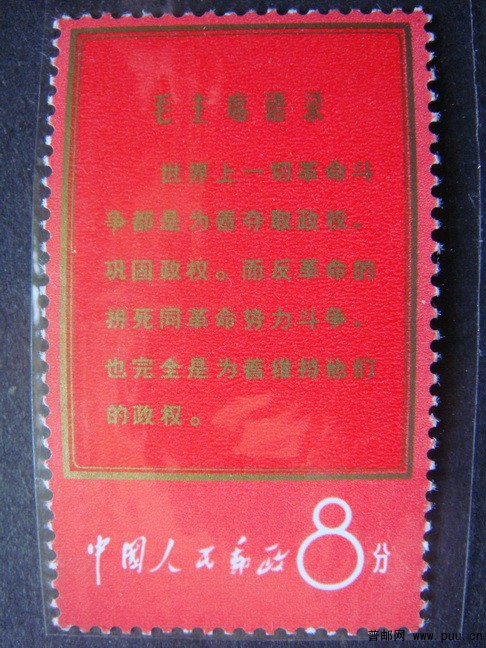 毛主席语录
世界上一切革命斗
争都是为着夺取政权，
巩固政权。而反革命的
拚死同革命势力斗争，
也完全是为着维持他们
的政权。
中国人民邮政 8分
普邮网 www.puu.cn